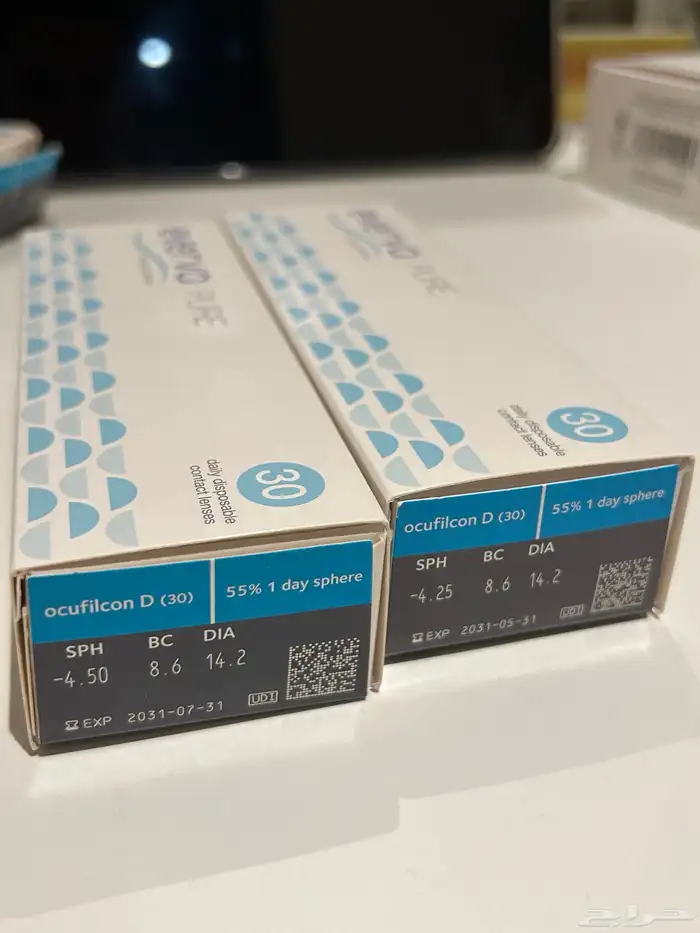 PURE
30
daily disposable
contact lenses
ocufilcon D (30)
55% 1 day sphere
SPH BC DIA
-4.50 8.6 14.2
EXP 2031-07-31
UDI
30
daily disposable
contact lenses
ocufilcon D (30)
55% 1 day sphere
SPH BC DIA
-4.25 8.6 14.2
EXP 2031-05-31
UDI
حراج